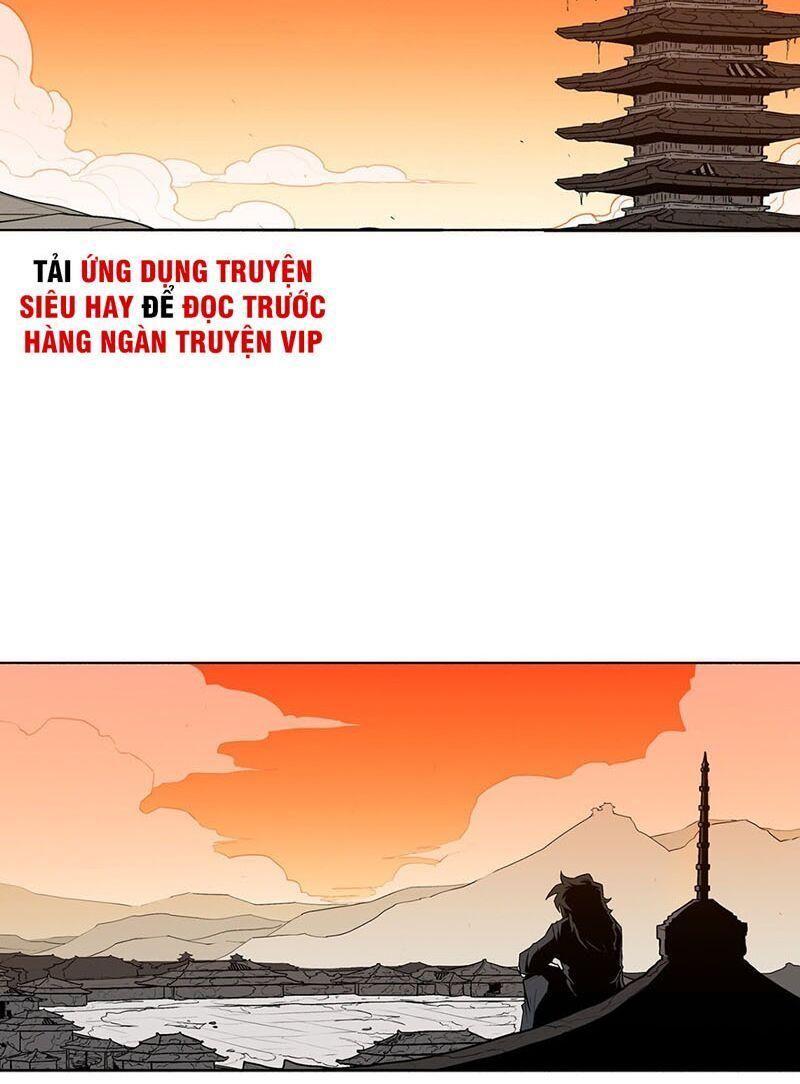 TẢI ỨNG DỤNG TRUYỆN
SIÊU HAY ĐỂ ĐỌC TRƯỚC
HÀNG NGÀN TRUYỆN VIP